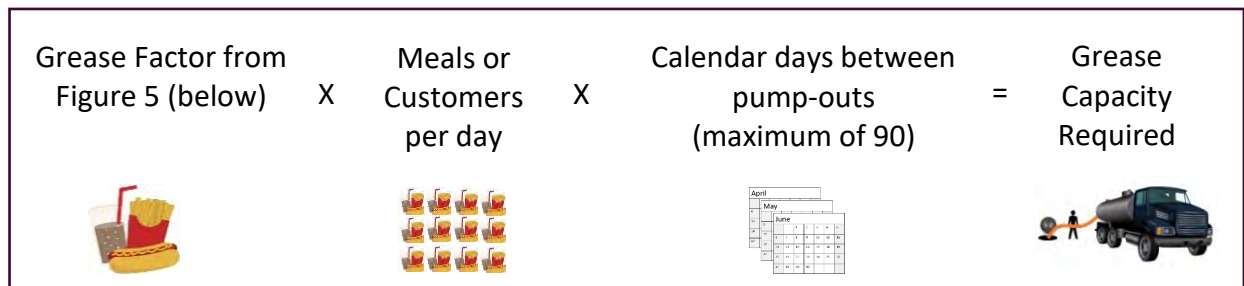 Grease Factor from
Figure 5 (below)
X
Meals or
Customers
per day
X
Calendar days between
pump-outs
(maximum of 90)
=
Grease
Capacity
Required
April
May
June